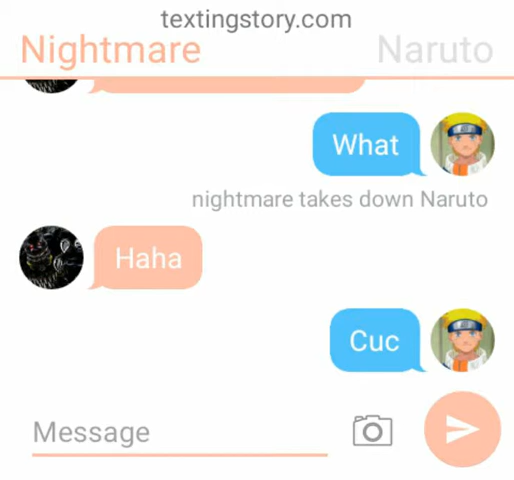 textingstory.com
Nightmare Naruto
What
nightmare takes down Naruto
Haha
Cuc
Message